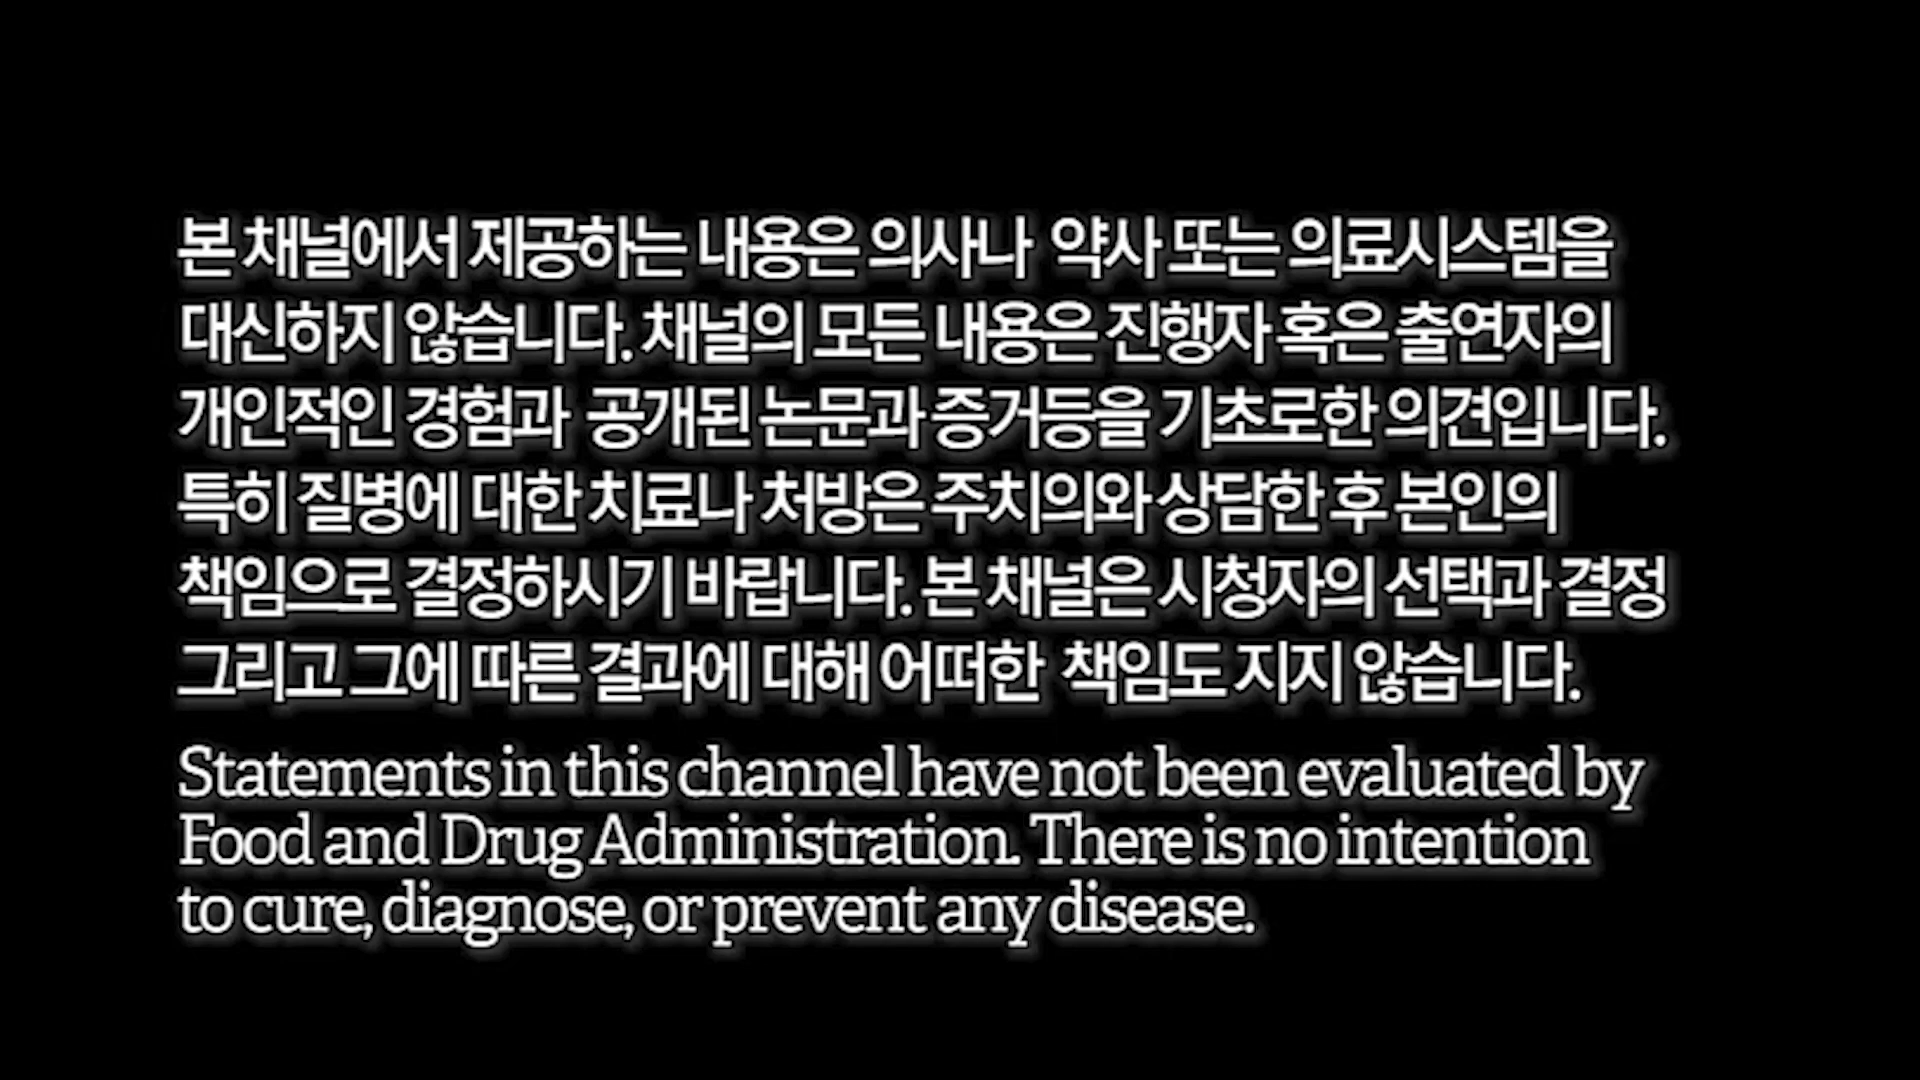 본 채널에서 제공하는 내용은 의사나 약사 또는 의료시스템을
대신하지 않습니다. 채널의 모든 내용은 진행자 혹은 출연자의
개인적인 경험과 공개된 논문과 증거등을 기초로한 의견입니다.
특히 질병에 대한 치료나 처방은 주치의와 상담한 후 본인의
책임으로 결정하시기 바랍니다. 본 채널은 시청자의 선택과 결정
그리고 그에 따른 결과에 대해 어떠한 책임도 지지 않습니다.
Statements in this channel have not been evaluated by
Food and Drug Administration. There is no intention
to cure, diagnose, or prevent any disease.